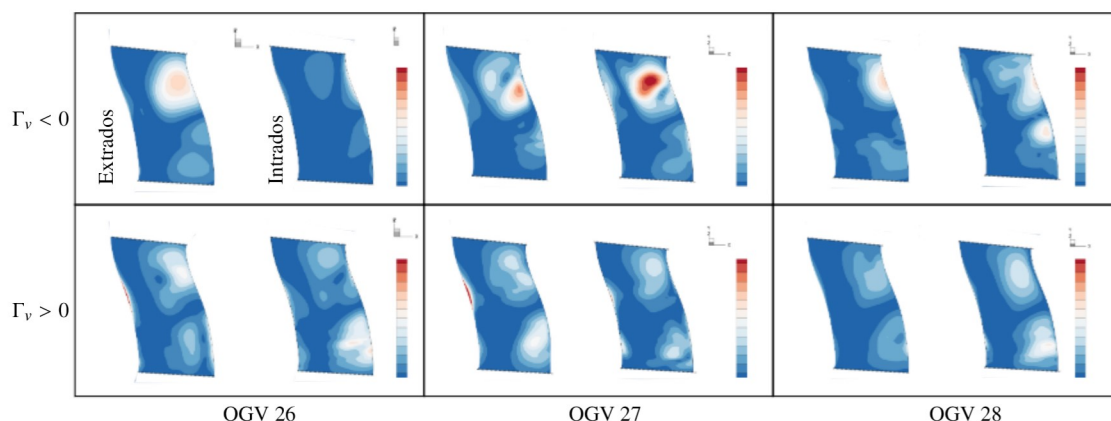 Γᵥ < 0
Extrados
Intrados
Γᵥ > 0
OGV 26
OGV 27
OGV 28